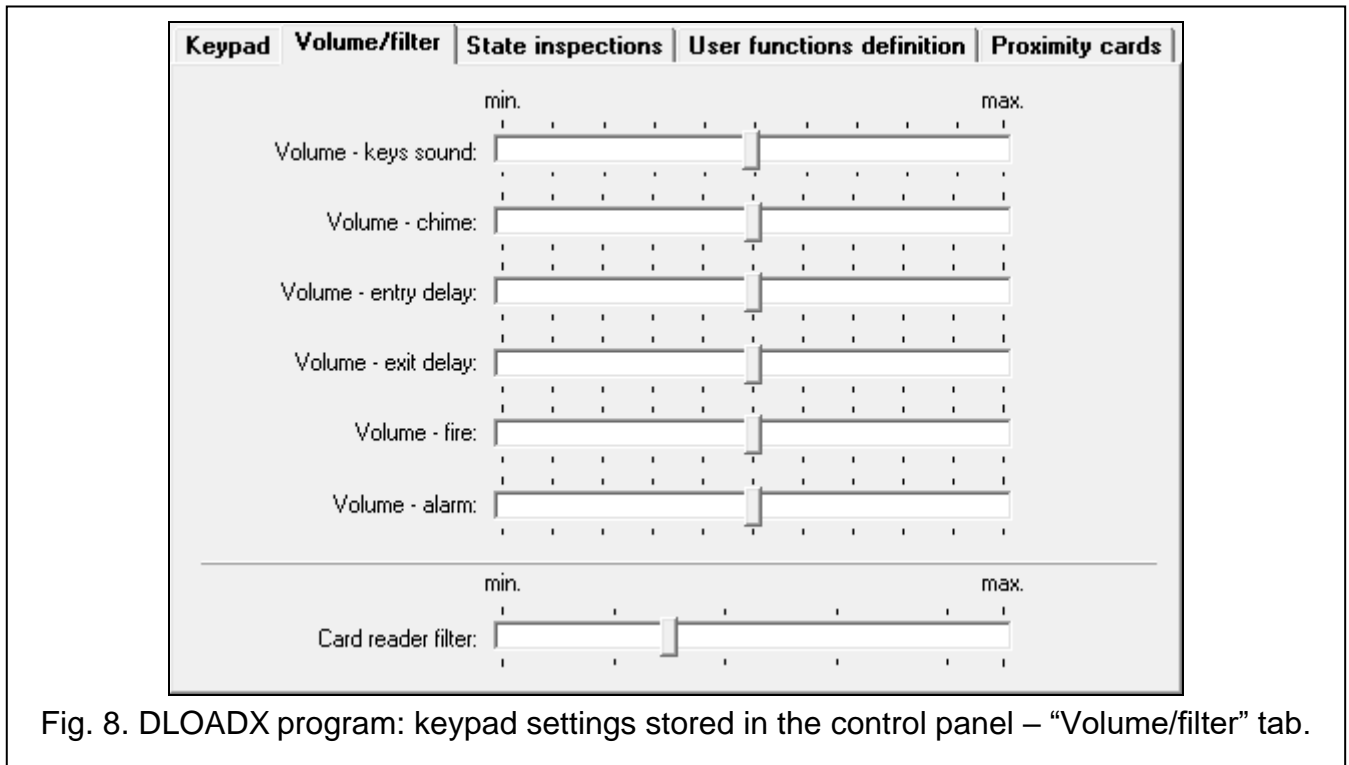 Keypad Volume/filter State inspections User functions definition Proximity cards
min. max.
Volume - keys sound:
Volume - chime:
Volume - entry delay:
Volume - exit delay:
Volume - fire:
Volume - alarm:
min. max.
Card reader filter:
Fig. 8. DLOADX program: keypad settings stored in the control panel – “Volume/filter” tab.